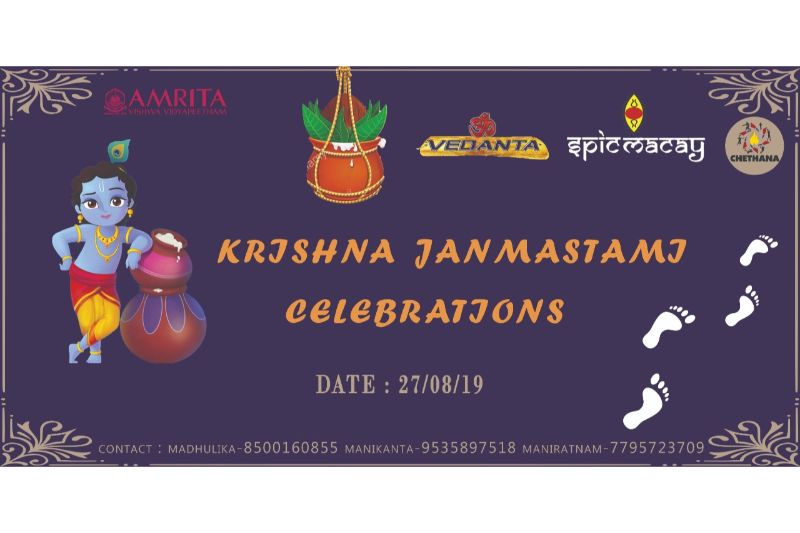 AMRITA
VISHWA VIDYAPEETHAM
VEDANTA
SPICMACAY
CHETHANA
KRISHNA JANMASTAMI
CELEBRATIONS
DATE : 27/08/19
CONTACT : MADHULIKA-8500160855 MANIKANTA-9535897518 MANIRATNAM-7795723709